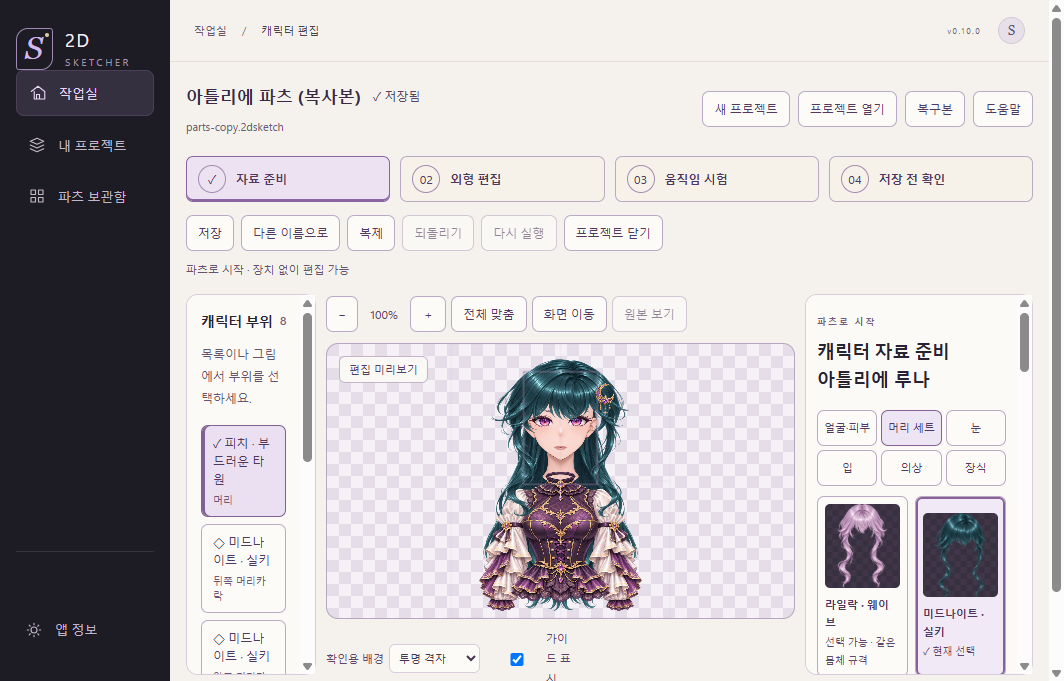 S
2D
SKETCHER
작업실
내 프로젝트
파츠 보관함
앱 정보
작업실 / 캐릭터 편집
v0.10.0
S
아틀리에 파츠 (복사본) ✓ 저장됨
parts-copy.2dsketch
새 프로젝트
프로젝트 열기
복구본
도움말
✓ 자료 준비
02 외형 편집
03 움직임 시험
04 저장 전 확인
저장
다른 이름으로
복제
되돌리기
다시 실행
프로젝트 닫기
파츠로 시작 · 장치 없이 편집 가능
캐릭터 부위 8
목록이나 그림
에서 부위를 선
택하세요.
✓ 피치 · 부
드러운 타
원
머리
◇ 미드나
이트 · 실키
뒤쪽 머리카
락
◇ 미드나
이트 · 실키
− 100% +
전체 맞춤
화면 이동
원본 보기
편집 미리보기
확인용 배경
투명 격자
가이
드 표
시
파츠로 시작
캐릭터 자료 준비
아틀리에 루나
얼굴·피부
머리 세트
눈
입
의상
장식
라일락 · 웨이
브
선택 가능 · 같은
몸체 규격
미드나이트 ·
실키
✓ 현재 선택